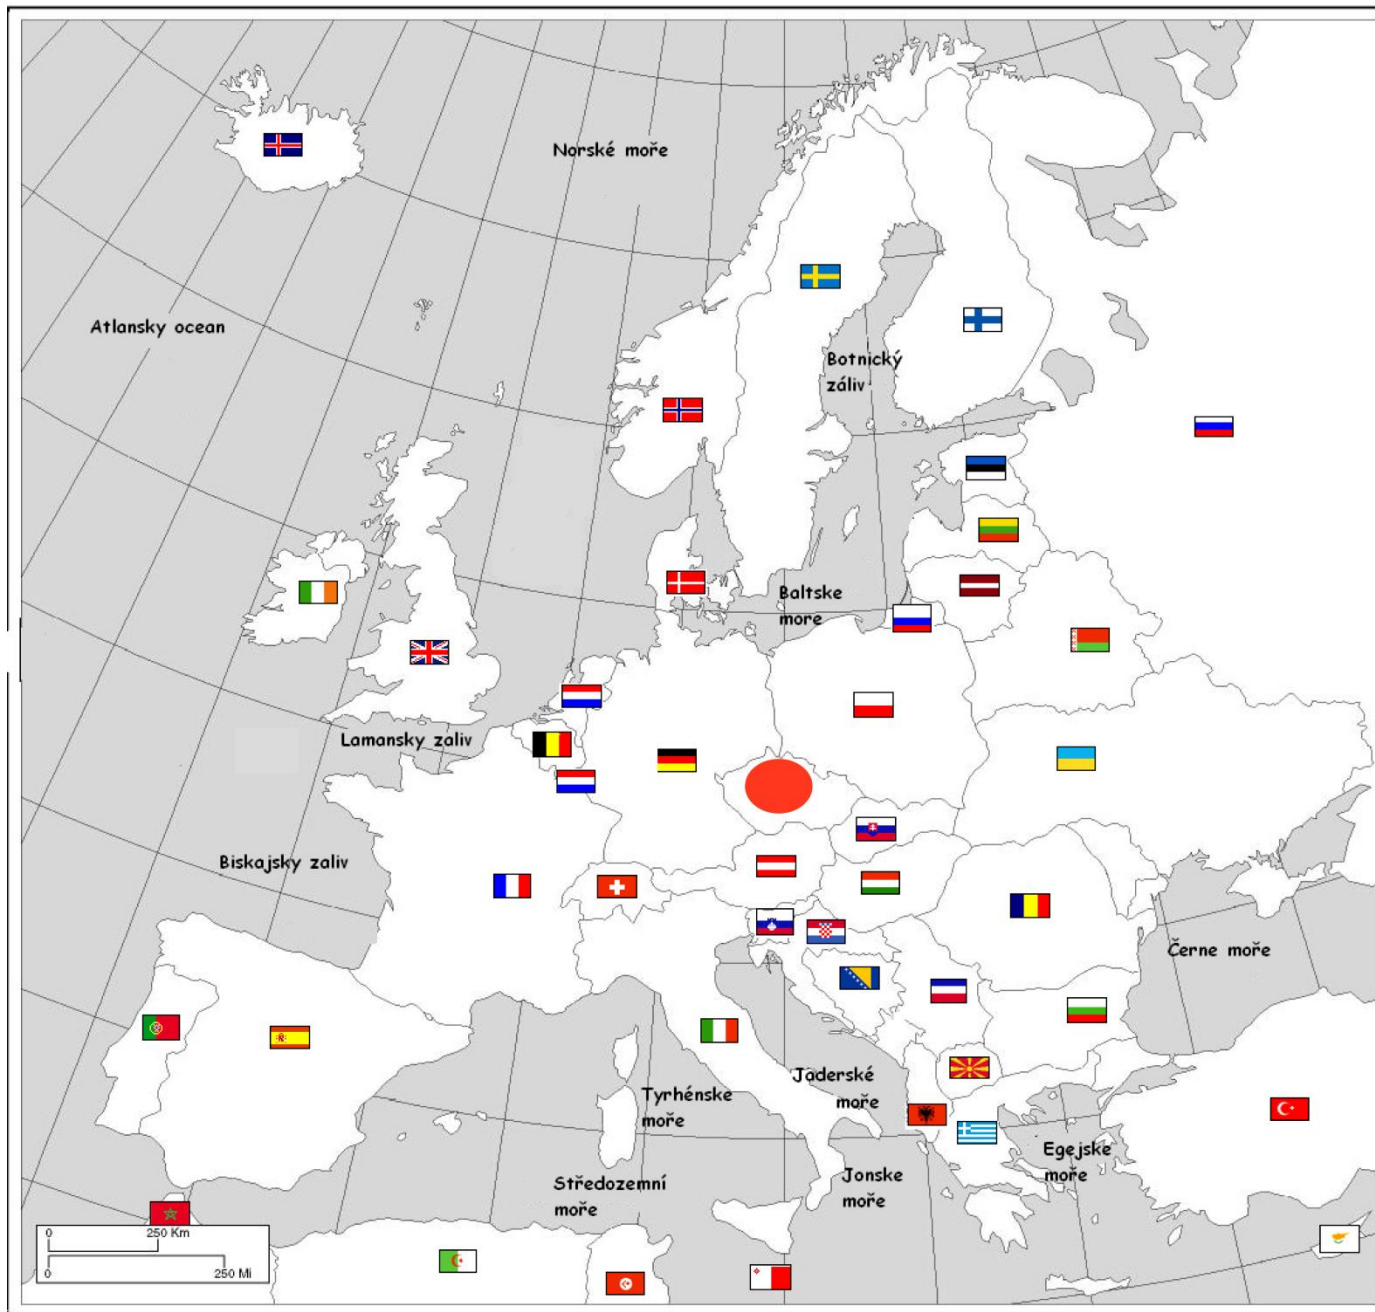 Norské moře
Atlansky ocean
Botnický
záliv
Baltske
more
Lamansky zaliv
Biskajsky zaliv
Černe moře
Jaderské
moře
Tyrhénske
moře
Egejske
moře
Jonske
moře
Středozemní
moře
0 250 Km
0 250 Mi